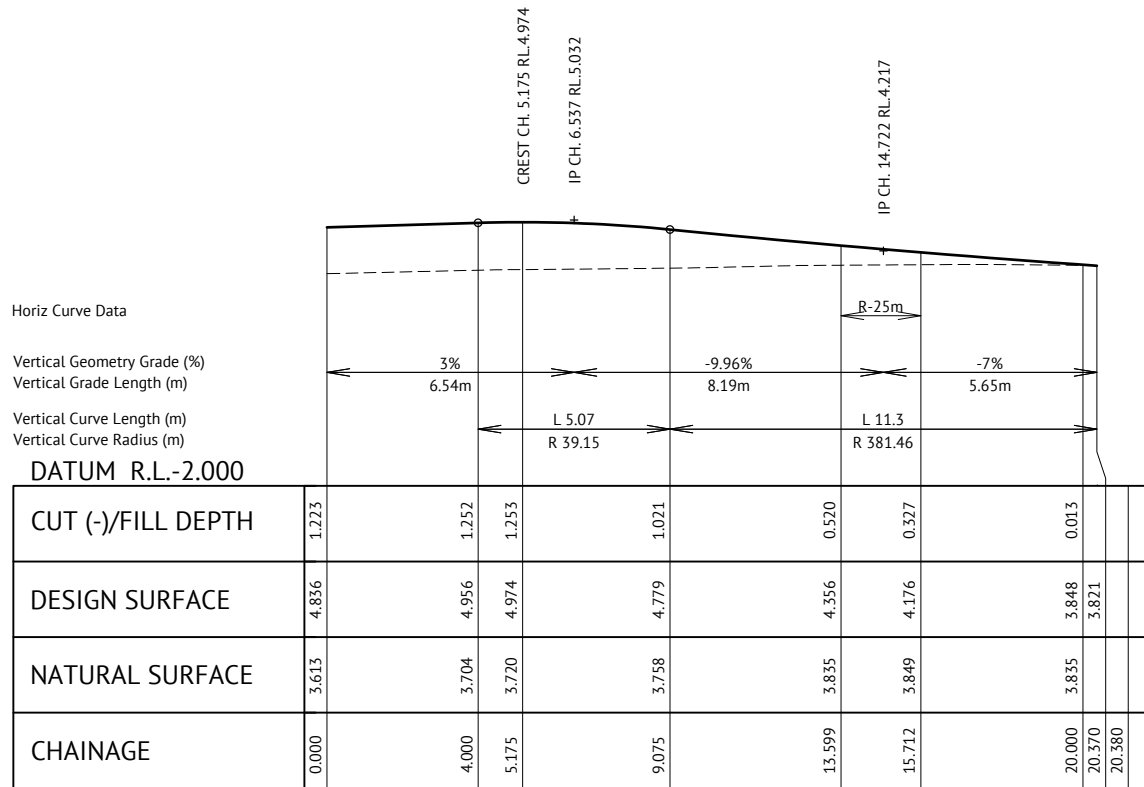 CREST CH. 5.175 RL.4.974
IP CH. 6.537 RL.5.032
IP CH. 14.722 RL.4.217
Horiz Curve Data
R-25m
Vertical Geometry Grade (%)
3%
-9.96%
-7%
Vertical Grade Length (m)
6.54m
8.19m
5.65m
Vertical Curve Length (m)
L 5.07
L 11.3
Vertical Curve Radius (m)
R 39.15
R 381.46
DATUM R.L.-2.000
CUT (-)/FILL DEPTH
1.223
1.252
1.253
1.021
0.520
0.327
0.013
DESIGN SURFACE
4.836
4.956
4.974
4.779
4.356
4.176
3.848
3.821
NATURAL SURFACE
3.613
3.704
3.720
3.758
3.835
3.849
3.835
CHAINAGE
0.000
4.000
5.175
9.075
13.599
15.712
20.000
20.370
20.380